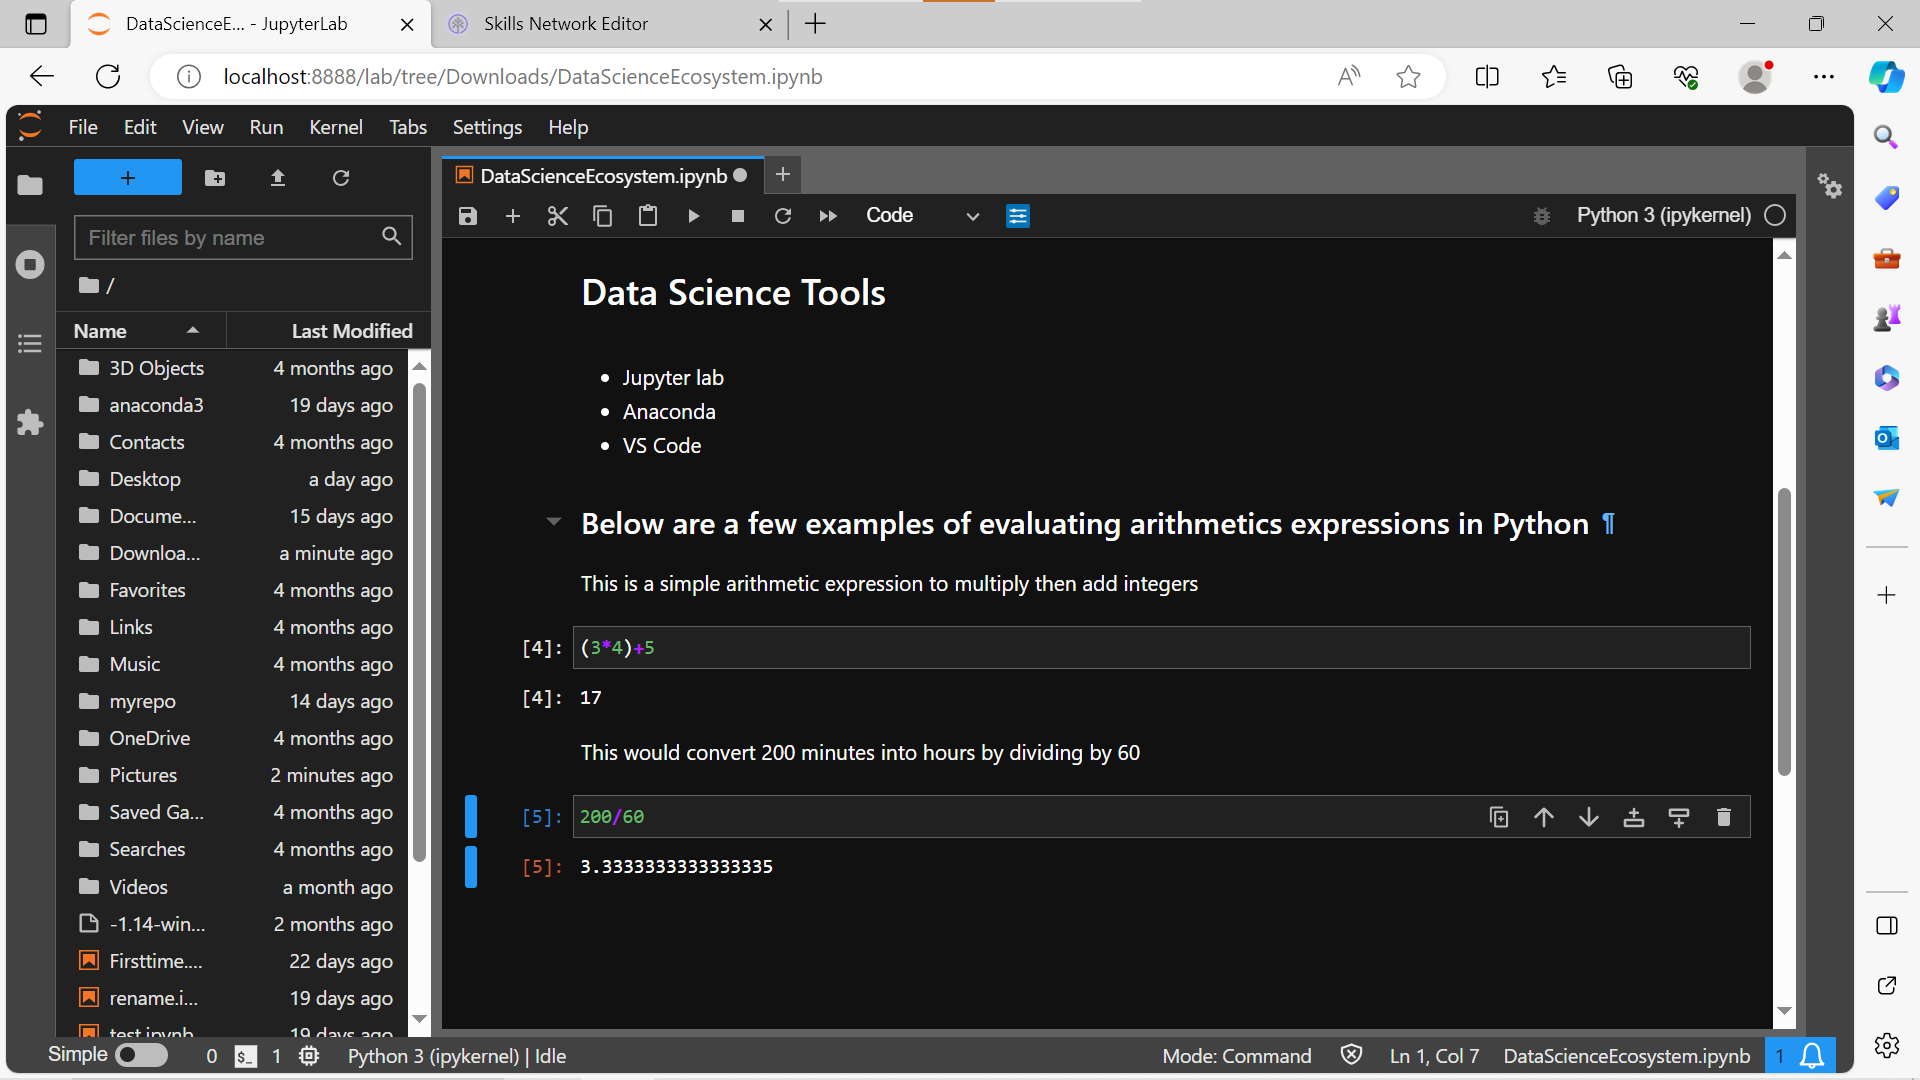 DataScienceE... - JupyterLab
Skills Network Editor
localhost:8888/lab/tree/Downloads/DataScienceEcosystem.ipynb
File Edit View Run Kernel Tabs Settings Help
Filter files by name
/
Name Last Modified
3D Objects 4 months ago
anaconda3 19 days ago
Contacts 4 months ago
Desktop a day ago
Docume... 15 days ago
Downloa... a minute ago
Favorites 4 months ago
Links 4 months ago
Music 4 months ago
myrepo 14 days ago
OneDrive 4 months ago
Pictures 2 minutes ago
Saved Ga... 4 months ago
Searches 4 months ago
Videos a month ago
-1.14-win... 2 months ago
Firsttime.... 22 days ago
rename.i... 19 days ago
test.ipynb 19 days ago
DataScienceEcosystem.ipynb
Code
Python 3 (ipykernel)
Data Science Tools
• Jupyter lab
• Anaconda
• VS Code
Below are a few examples of evaluating arithmetics expressions in Python ¶
This is a simple arithmetic expression to multiply then add integers
[4]: (3*4)+5
[4]: 17
This would convert 200 minutes into hours by dividing by 60
[5]: 200/60
[5]: 3.3333333333333335
Simple 0 $_ 1 Python 3 (ipykernel) | Idle
Mode: Command Ln 1, Col 7 DataScienceEcosystem.ipynb 1